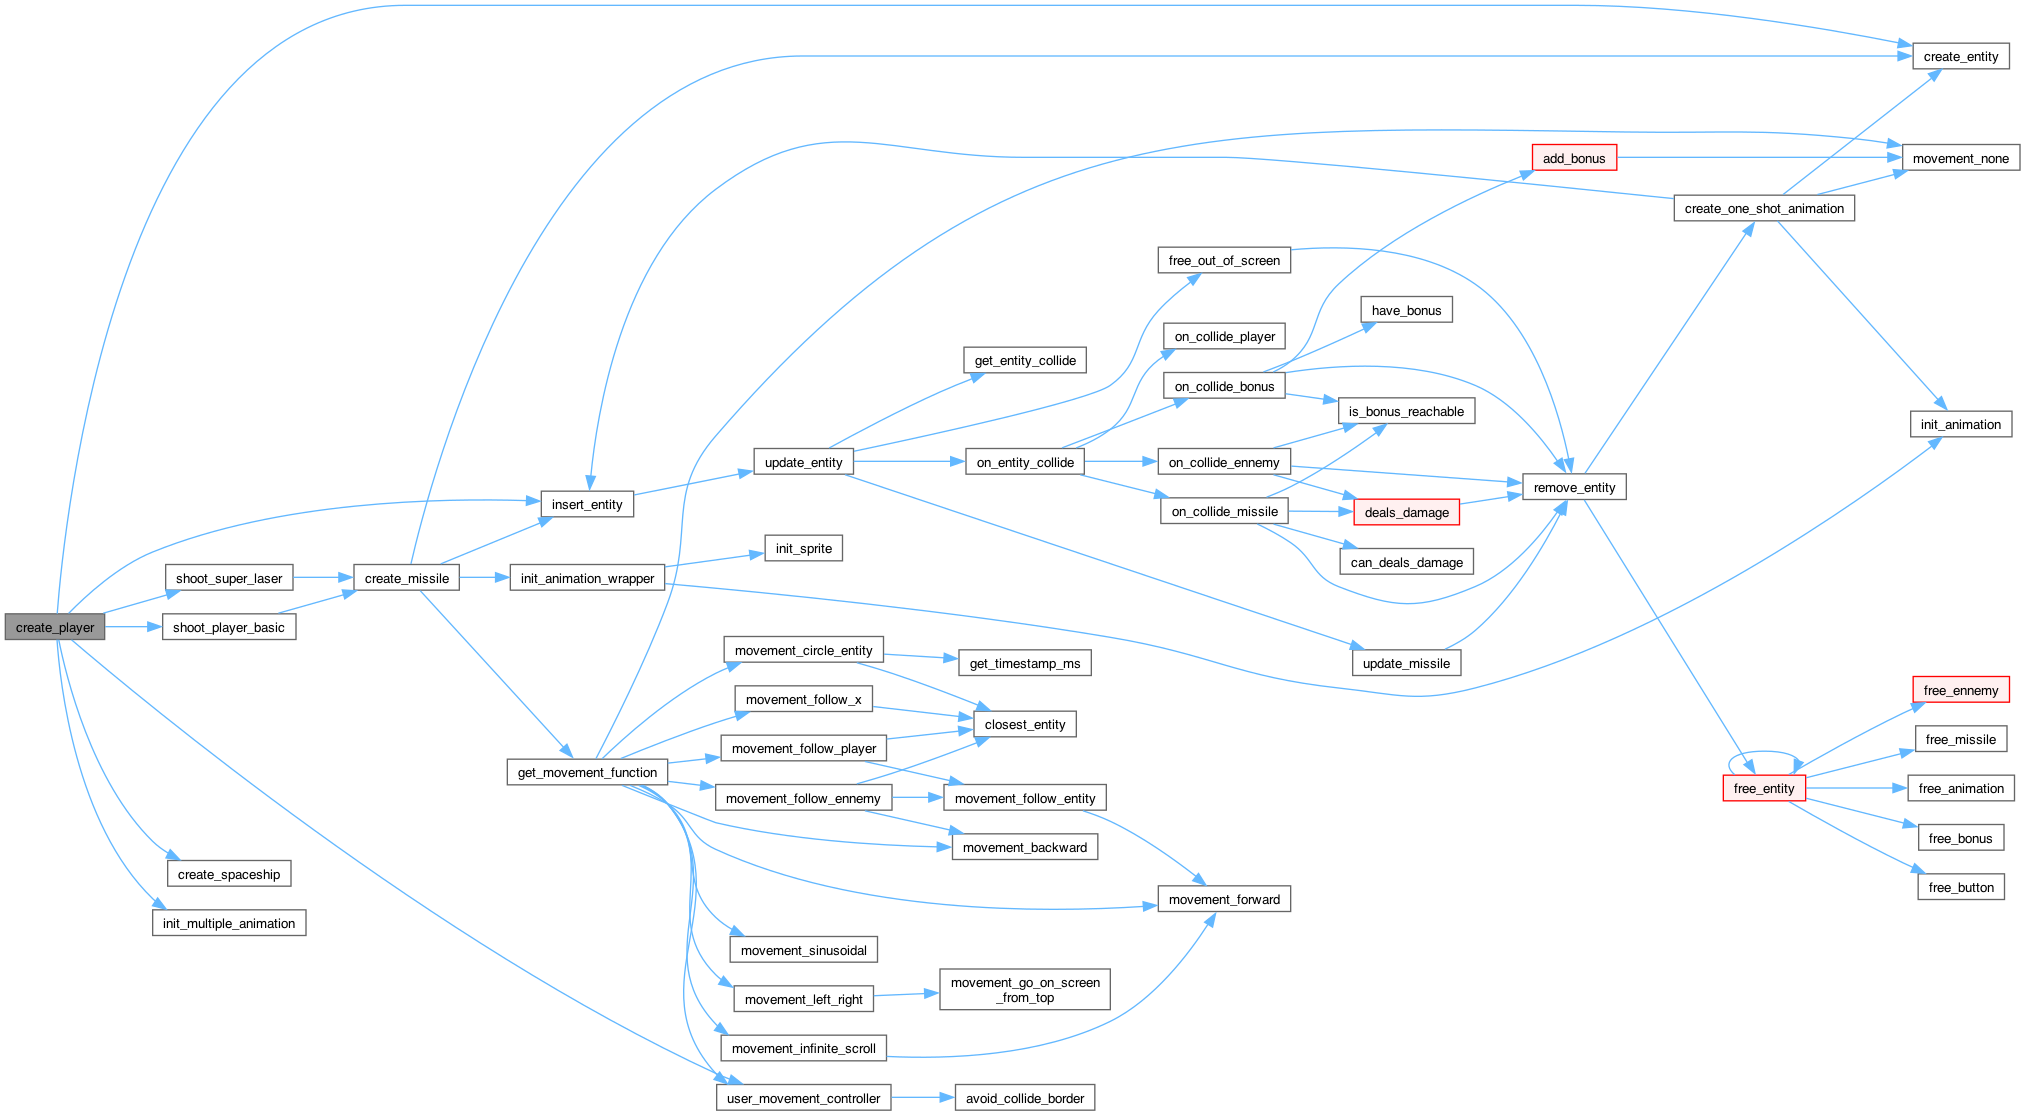 create_entity
movement_none
add_bonus
create_one_shot_animation
free_out_of_screen
have_bonus
on_collide_player
get_entity_collide
on_collide_bonus
is_bonus_reachable
init_animation
update_entity
on_entity_collide
on_collide_ennemy
remove_entity
insert_entity
on_collide_missile
deals_damage
init_sprite
can_deals_damage
shoot_super_laser
create_missile
init_animation_wrapper
create_player
shoot_player_basic
movement_circle_entity
get_timestamp_ms
update_missile
movement_follow_x
free_ennemy
closest_entity
movement_follow_player
free_missile
get_movement_function
movement_follow_ennemy
movement_follow_entity
free_entity
free_animation
movement_backward
free_bonus
create_spaceship
free_button
movement_forward
init_multiple_animation
movement_sinusoidal
movement_left_right
movement_go_on_screen
_from_top
movement_infinite_scroll
user_movement_controller
avoid_collide_border